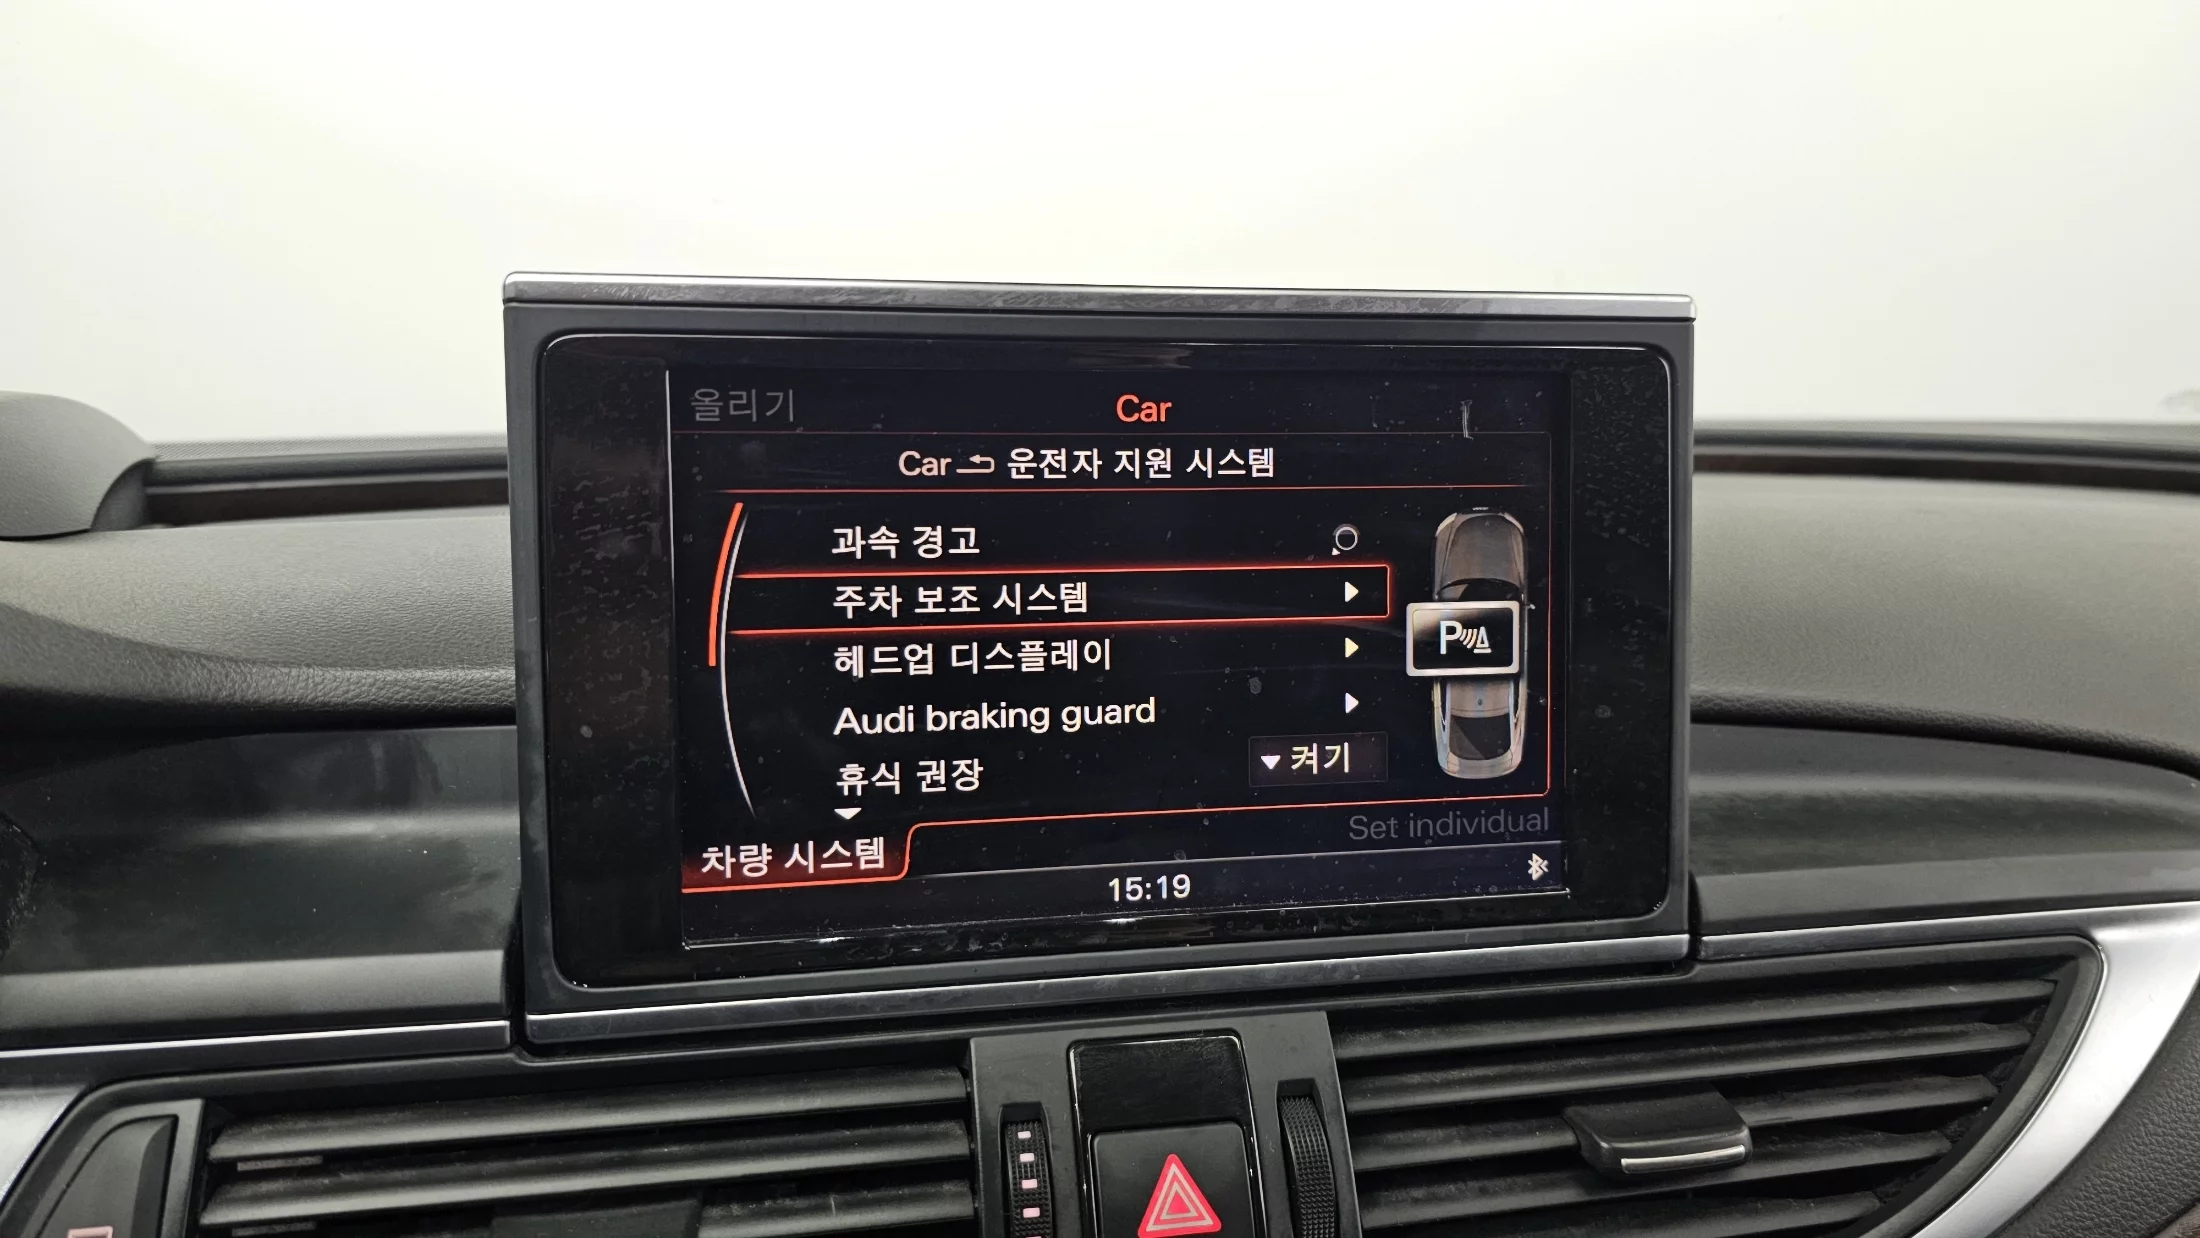 올리기
Car
Car 운전자 지원 시스템
과속 경고
주차 보조 시스템
헤드업 디스플레이
Audi braking guard
휴식 권장
켜기
P
Set individual
차량 시스템
15:19